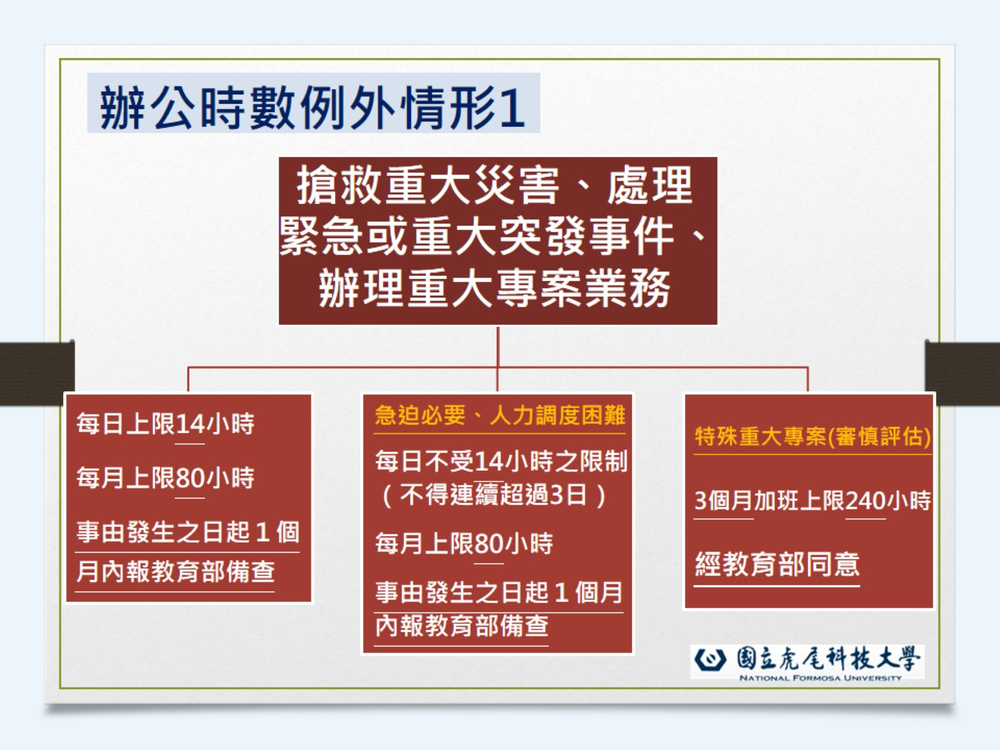 辦公時數例外情形1
搶救重大災害、處理
緊急或重大突發事件、
辦理重大專案業務
每日上限14小時
每月上限80小時
事由發生之日起1個
月內報教育部備查
急迫必要、人力調度困難
每日不受14小時之限制
(不得連續超過3日)
每月上限80小時
事由發生之日起1個月
內報教育部備查
特殊重大專案(審慎評估)
3個月加班上限240小時
經教育部同意
國立虎尾科技大學
NATIONAL FORMOSA UNIVERSITY